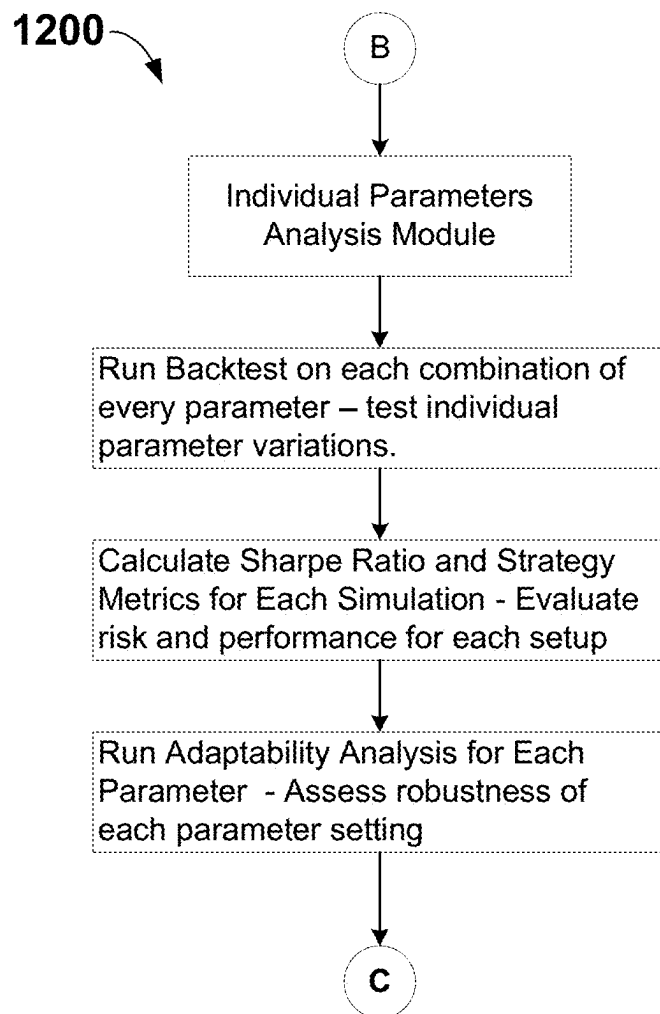 1200
B
Individual Parameters
Analysis Module
Run Backtest on each combination of
every parameter – test individual
parameter variations.
Calculate Sharpe Ratio and Strategy
Metrics for Each Simulation - Evaluate
risk and performance for each setup
Run Adaptability Analysis for Each
Parameter - Assess robustness of
each parameter setting
C